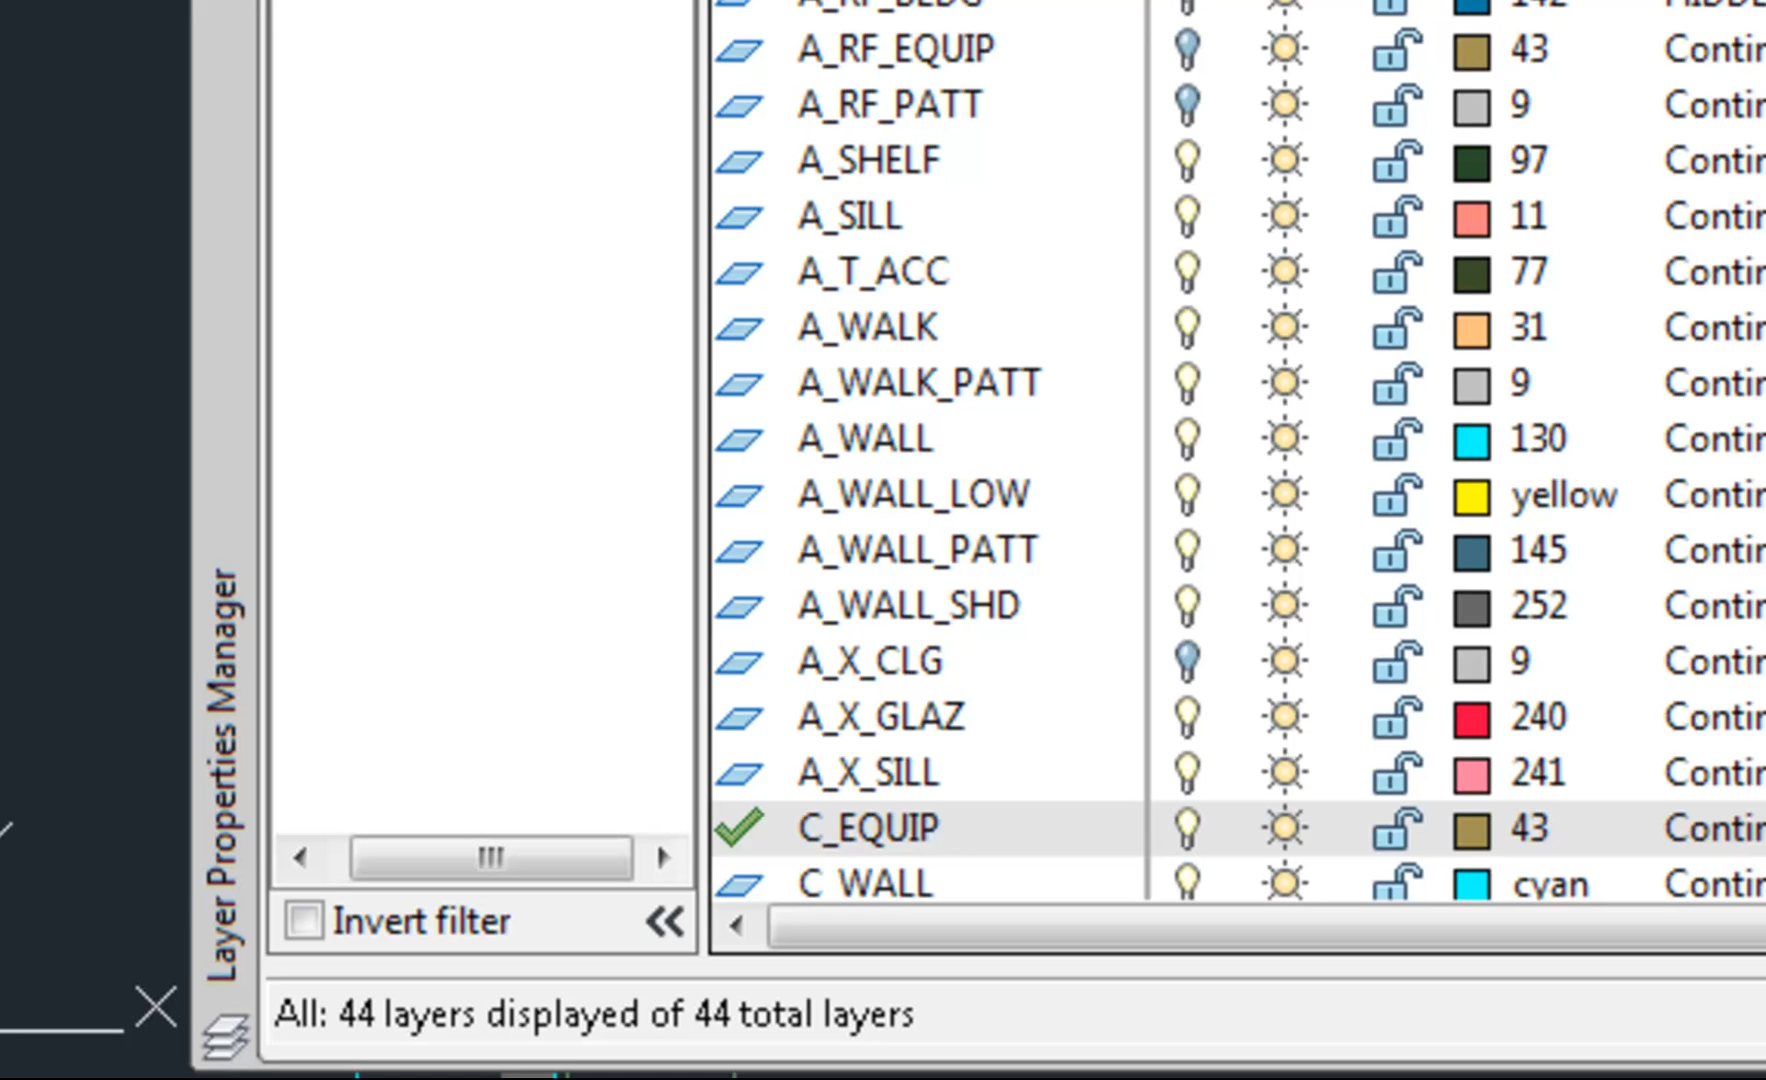 A_RF_EQUIP 43
A_RF_PATT 9
A_SHELF 97
A_SILL 11
A_T_ACC 77
A_WALK 31
A_WALK_PATT 9
A_WALL 130
A_WALL_LOW yellow
A_WALL_PATT 145
A_WALL_SHD 252
A_X_CLG 9
A_X_GLAZ 240
A_X_SILL 241
C_EQUIP 43
C_WALL cyan
Invert filter
All: 44 layers displayed of 44 total layers
Layer Properties Manager